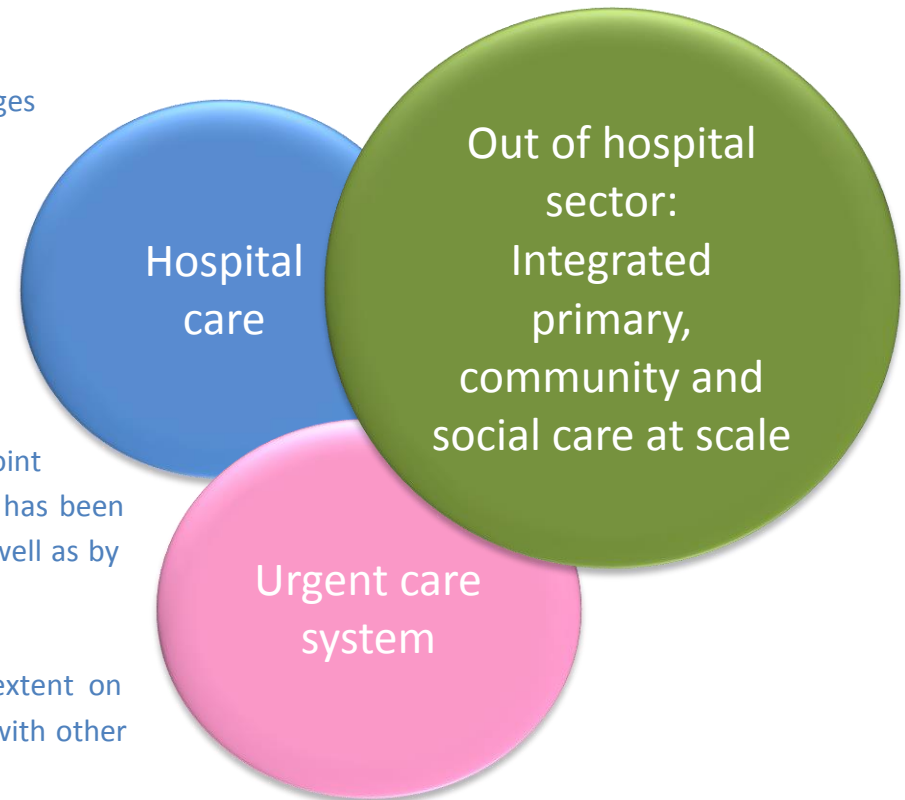 ges
Hospital
care
Out of hospital
sector:
Integrated
primary,
community and
social care at scale
oint
has been
well as by
Urgent care
system
extent on
with other